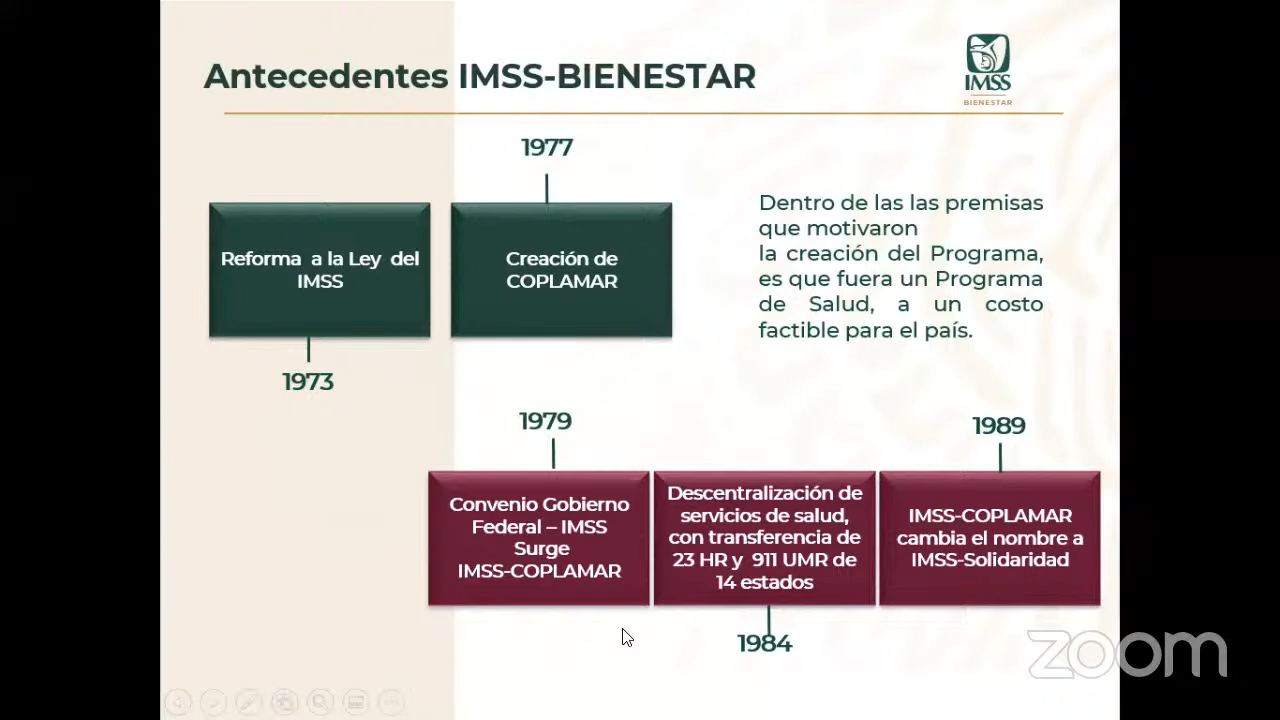 Antecedentes IMSS-BIENESTAR
IMSS
BIENESTAR
1977
Reforma a la Ley del
IMSS
Creación de
COPLAMAR
1973
Dentro de las las premisas
que motivaron
la creación del Programa,
es que fuera un Programa
de Salud, a un costo
factible para el país.
1979
1989
Convenio Gobierno
Federal – IMSS
Surge
IMSS-COPLAMAR
Descentralización de
servicios de salud,
con transferencia de
23 HR y 911 UMR de
14 estados
IMSS-COPLAMAR
cambia el nombre a
IMSS-Solidaridad
1984
zoom